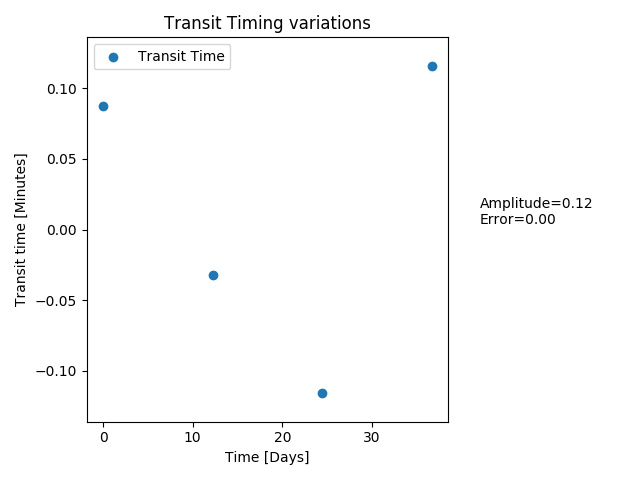 Transit Timing variations
Transit Time
0.10
0.05
0.00
−0.05
−0.10
Transit time [Minutes]
Amplitude=0.12
Error=0.00
0
10
20
30
Time [Days]